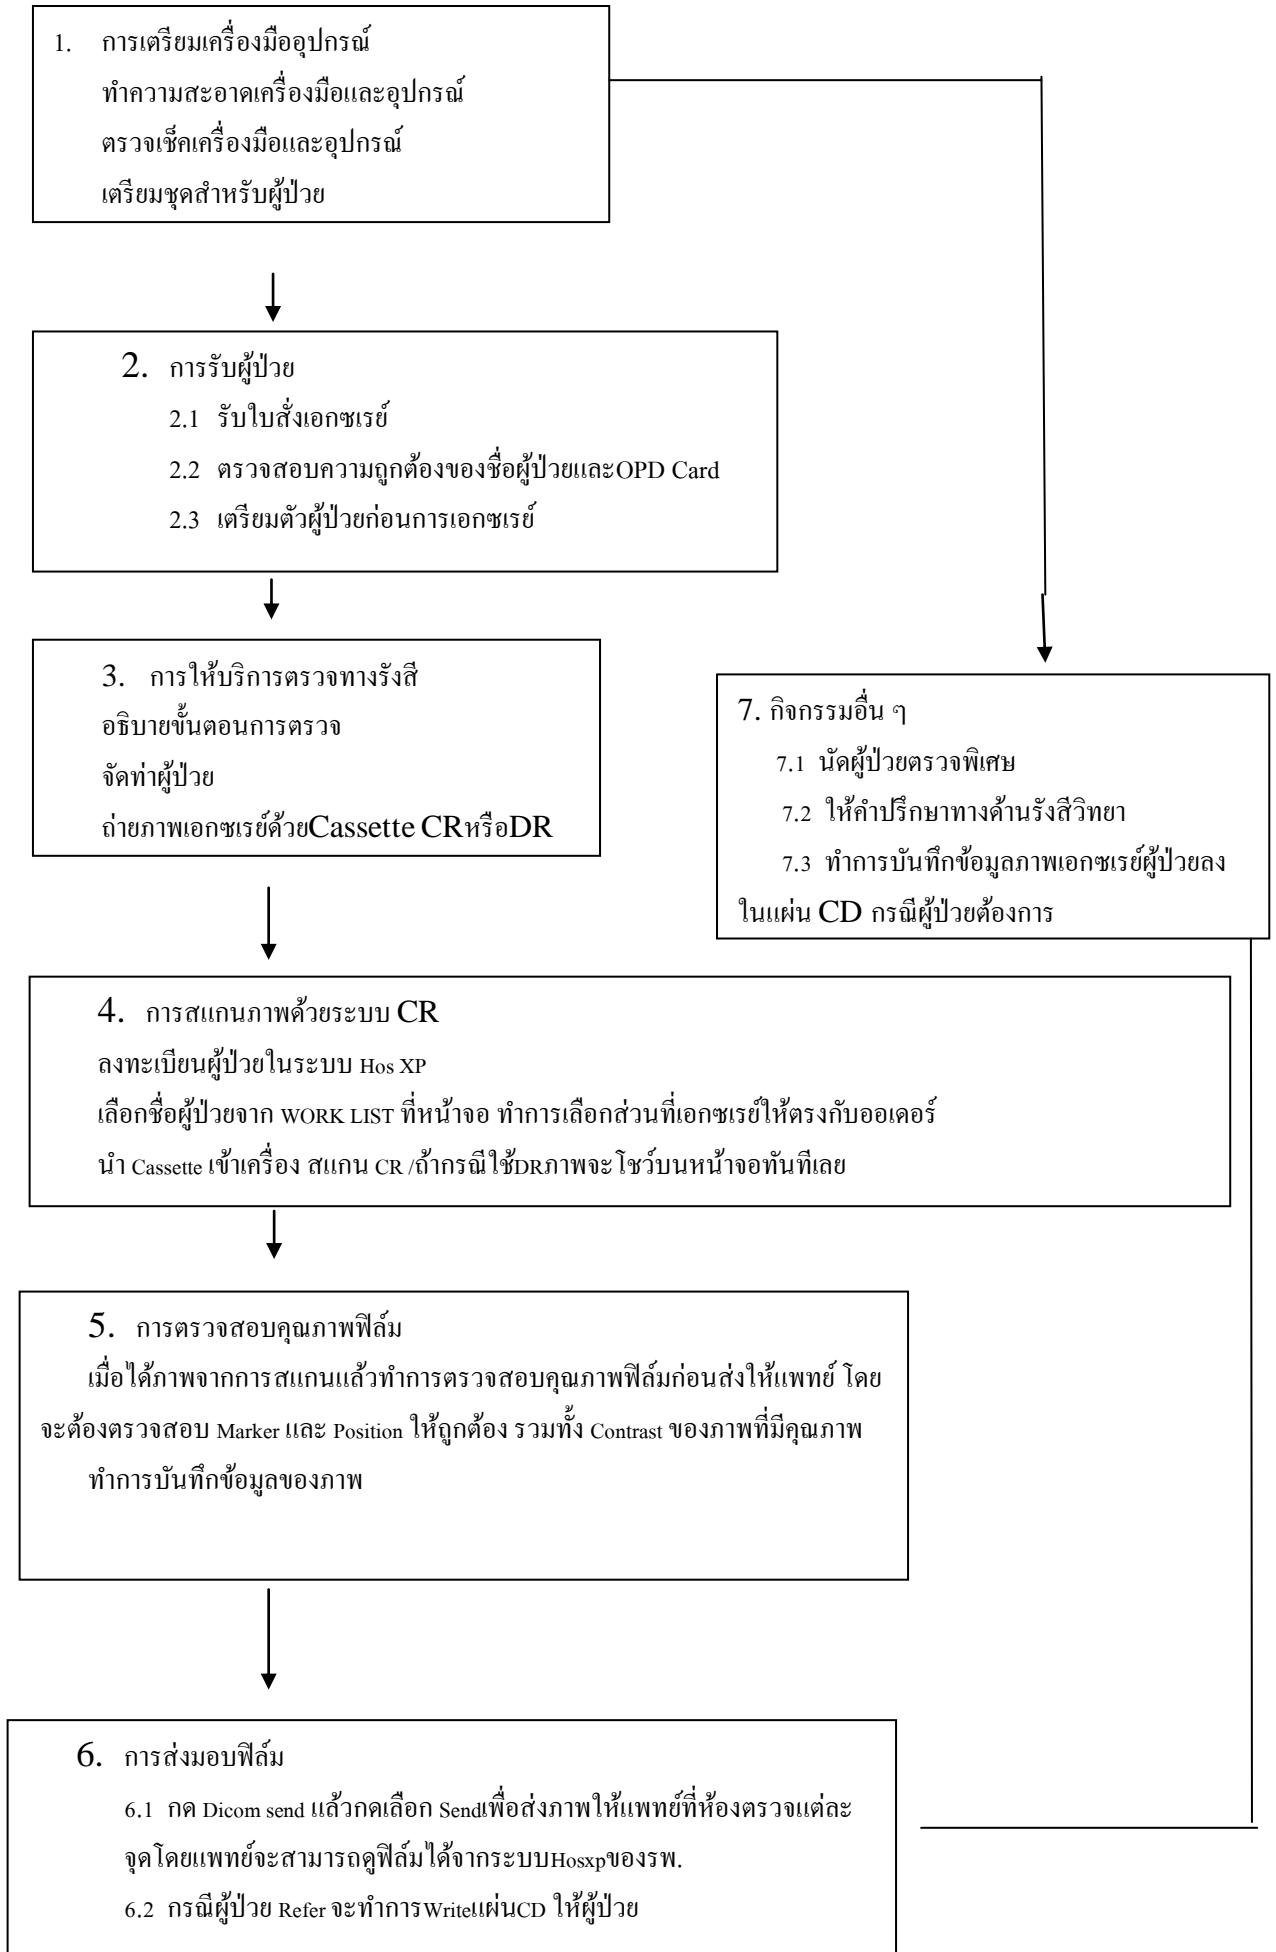 1. การเตรียมเครื่องมืออุปกรณ์
ทำความสะอาดเครื่องมือและอุปกรณ์
ตรวจเช็คเครื่องมือและอุปกรณ์
เตรียมชุดสำหรับผู้ป่วย
2. การรับผู้ป่วย
2.1 รับใบสั่งเอกซเรย์
2.2 ตรวจสอบความถูกต้องของชื่อผู้ป่วยและOPD Card
2.3 เตรียมตัวผู้ป่วยก่อนการเอกซเรย์
3. การให้บริการตรวจทางรังสี
อธิบายขั้นตอนการตรวจ
จัดท่าผู้ป่วย
ถ่ายภาพเอกซเรย์ด้วยCassette CRหรือDR
7. กิจกรรมอื่น ๆ
7.1 นัดผู้ป่วยตรวจพิเศษ
7.2 ให้คำปรึกษาทางด้านรังสีวิทยา
7.3 ทำการบันทึกข้อมูลภาพเอกซเรย์ผู้ป่วยลง
ในแผ่น CD กรณีผู้ป่วยต้องการ
4. การสแกนภาพด้วยระบบ CR
ลงทะเบียนผู้ป่วยในระบบ Hos XP
เลือกชื่อผู้ป่วยจาก WORK LIST ที่หน้าจอ ทำการเลือกส่วนที่เอกซเรย์ให้ตรงกับออเดอร์
นำ Cassette เข้าเครื่อง สแกน CR /ถ้ากรณีใช้DRภาพจะโชว์บนหน้าจอทันทีเลย
5. การตรวจสอบคุณภาพฟิล์ม
เมื่อได้ภาพจากการสแกนแล้วทำการตรวจสอบคุณภาพฟิล์มก่อนส่งให้แพทย์ โดย
จะต้องตรวจสอบ Marker และ Position ให้ถูกต้อง รวมทั้ง Contrast ของภาพที่มีคุณภาพ
ทำการบันทึกข้อมูลของภาพ
6. การส่งมอบฟิล์ม
6.1 กด Dicom send แล้วกดเลือก Sendเพื่อส่งภาพให้แพทย์ที่ห้องตรวจแต่ละ
จุดโดยแพทย์จะสามารถดูฟิล์มได้จากระบบHosxpของรพ.
6.2 กรณีผู้ป่วย Refer จะทำการWriteแผ่นCD ให้ผู้ป่วย